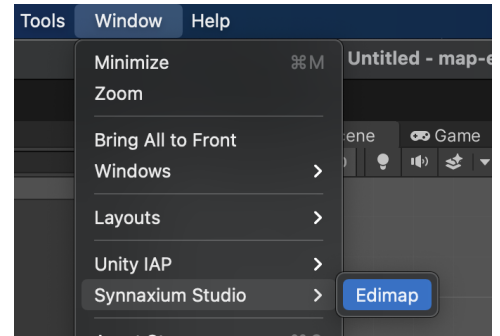 Tools Window Help
Minimize ⌘M
Untitled - map-e
Zoom
Bring All to Front
Game
Windows
Layouts
Unity IAP
Synnaxium Studio
Edimap